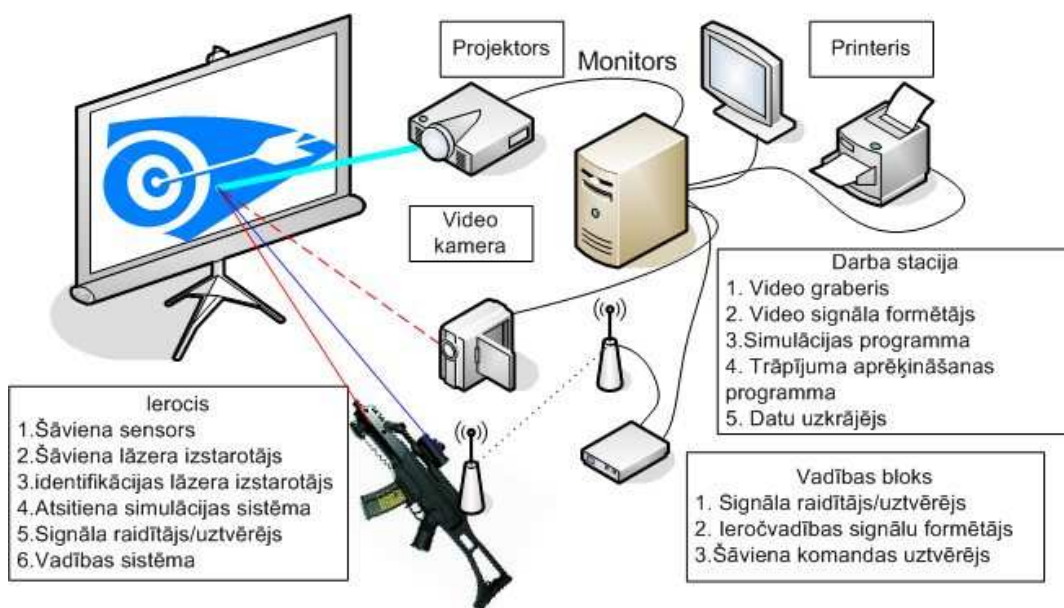 Projektors
Monitors
Printeris
Video
kamera
Darba stacija
1. Video graberis
2. Video signāla formētājs
3.Simulācijas programma
4. Trāpījuma aprēķināšanas
programma
5. Datu uzkrājējs
Ierocis
1.Šāviena sensors
2.Šāviena lāzera izstarotājs
3.identifikācijas lāzera izstarotājs
4.Atsitiena simulācijas sistēma
5.Signāla raidītājs/uztvērējs
6.Vadības sistēma
Vadības bloks
1. Signāla raidītājs/uztvērējs
2. Ieročvadības signālu formētājs
3.Šāviena komandas uztvērējs